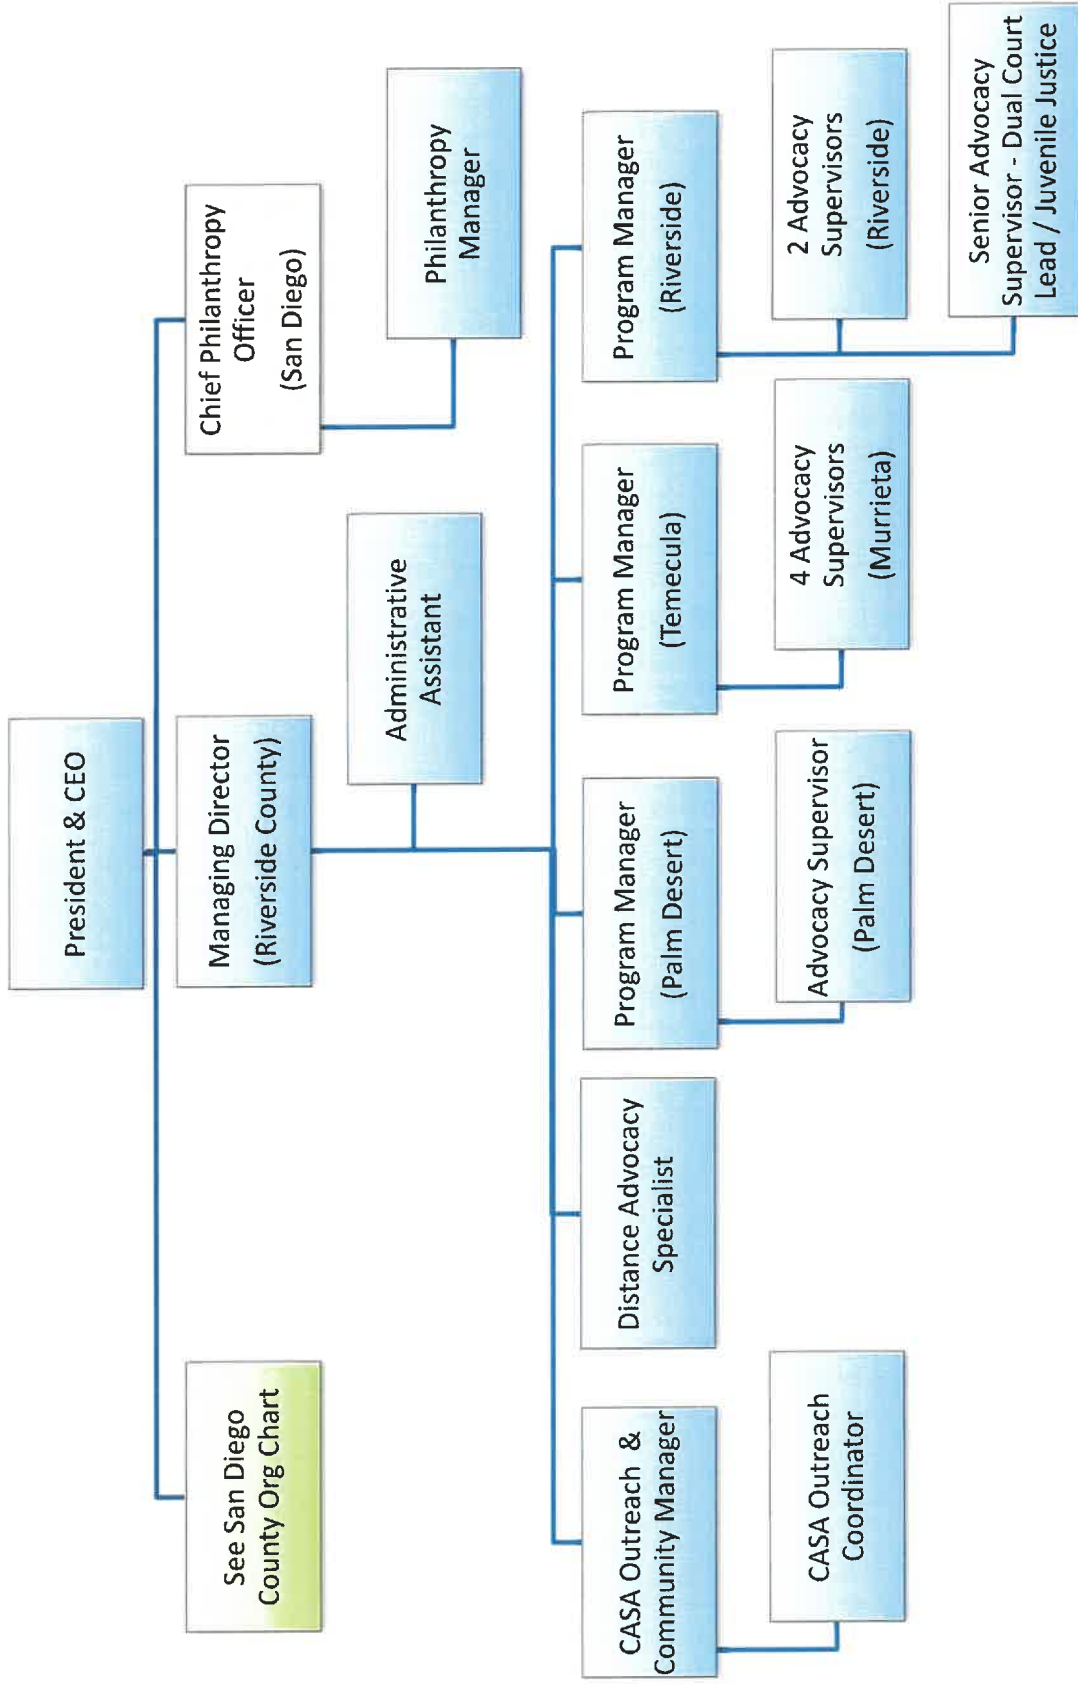 President & CEO
See San Diego
County Org Chart
Managing Director
(Riverside County)
Chief Philanthropy
Officer
(San Diego)
Administrative
Assistant
Philanthropy
Manager
CASA Outreach &
Community Manager
Distance Advocacy
Specialist
Program Manager
(Palm Desert)
Program Manager
(Temecula)
Program Manager
(Riverside)
CASA Outreach
Coordinator
Advocacy Supervisor
(Palm Desert)
4 Advocacy
Supervisors
(Murrieta)
2 Advocacy
Supervisors
(Riverside)
Senior Advocacy
Supervisor - Dual Court
Lead / Juvenile Justice